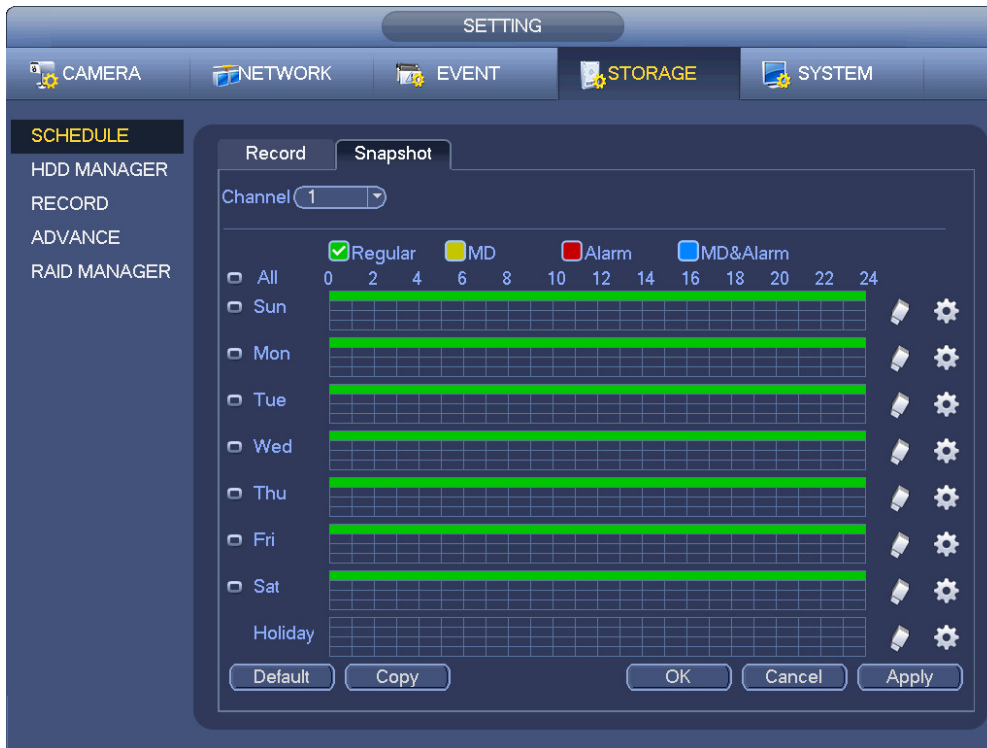 SETTING
CAMERA NETWORK EVENT STORAGE SYSTEM
SCHEDULE
HDD MANAGER
RECORD
ADVANCE
RAID MANAGER
Record Snapshot
Channel 1
Regular MD Alarm MD&Alarm
All 0 2 4 6 8 10 12 14 16 18 20 22 24
Sun
Mon
Tue
Wed
Thu
Fri
Sat
Holiday
Default Copy OK Cancel Apply